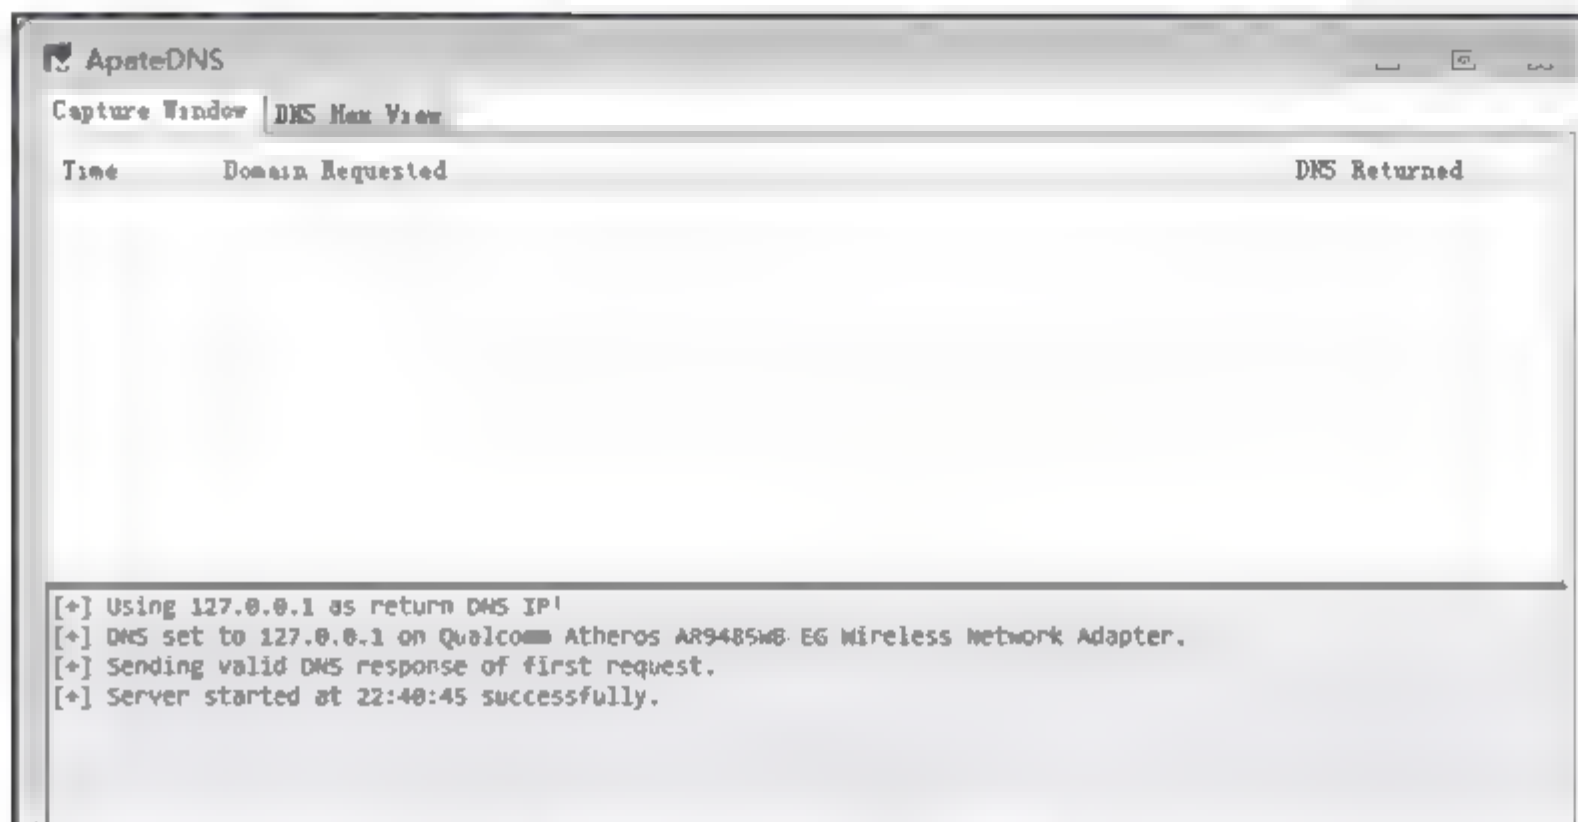 ApateDNS
Capture Window DNS Hex View
Time Domain Requested DNS Returned
[+] Using 127.0.0.1 as return DNS IP!
[+] DNS set to 127.0.0.1 on Qualcomm Atheros AR9485WB-EG Wireless Network Adapter.
[+] Sending valid DNS response of first request.
[+] Server started at 22:40:45 successfully.